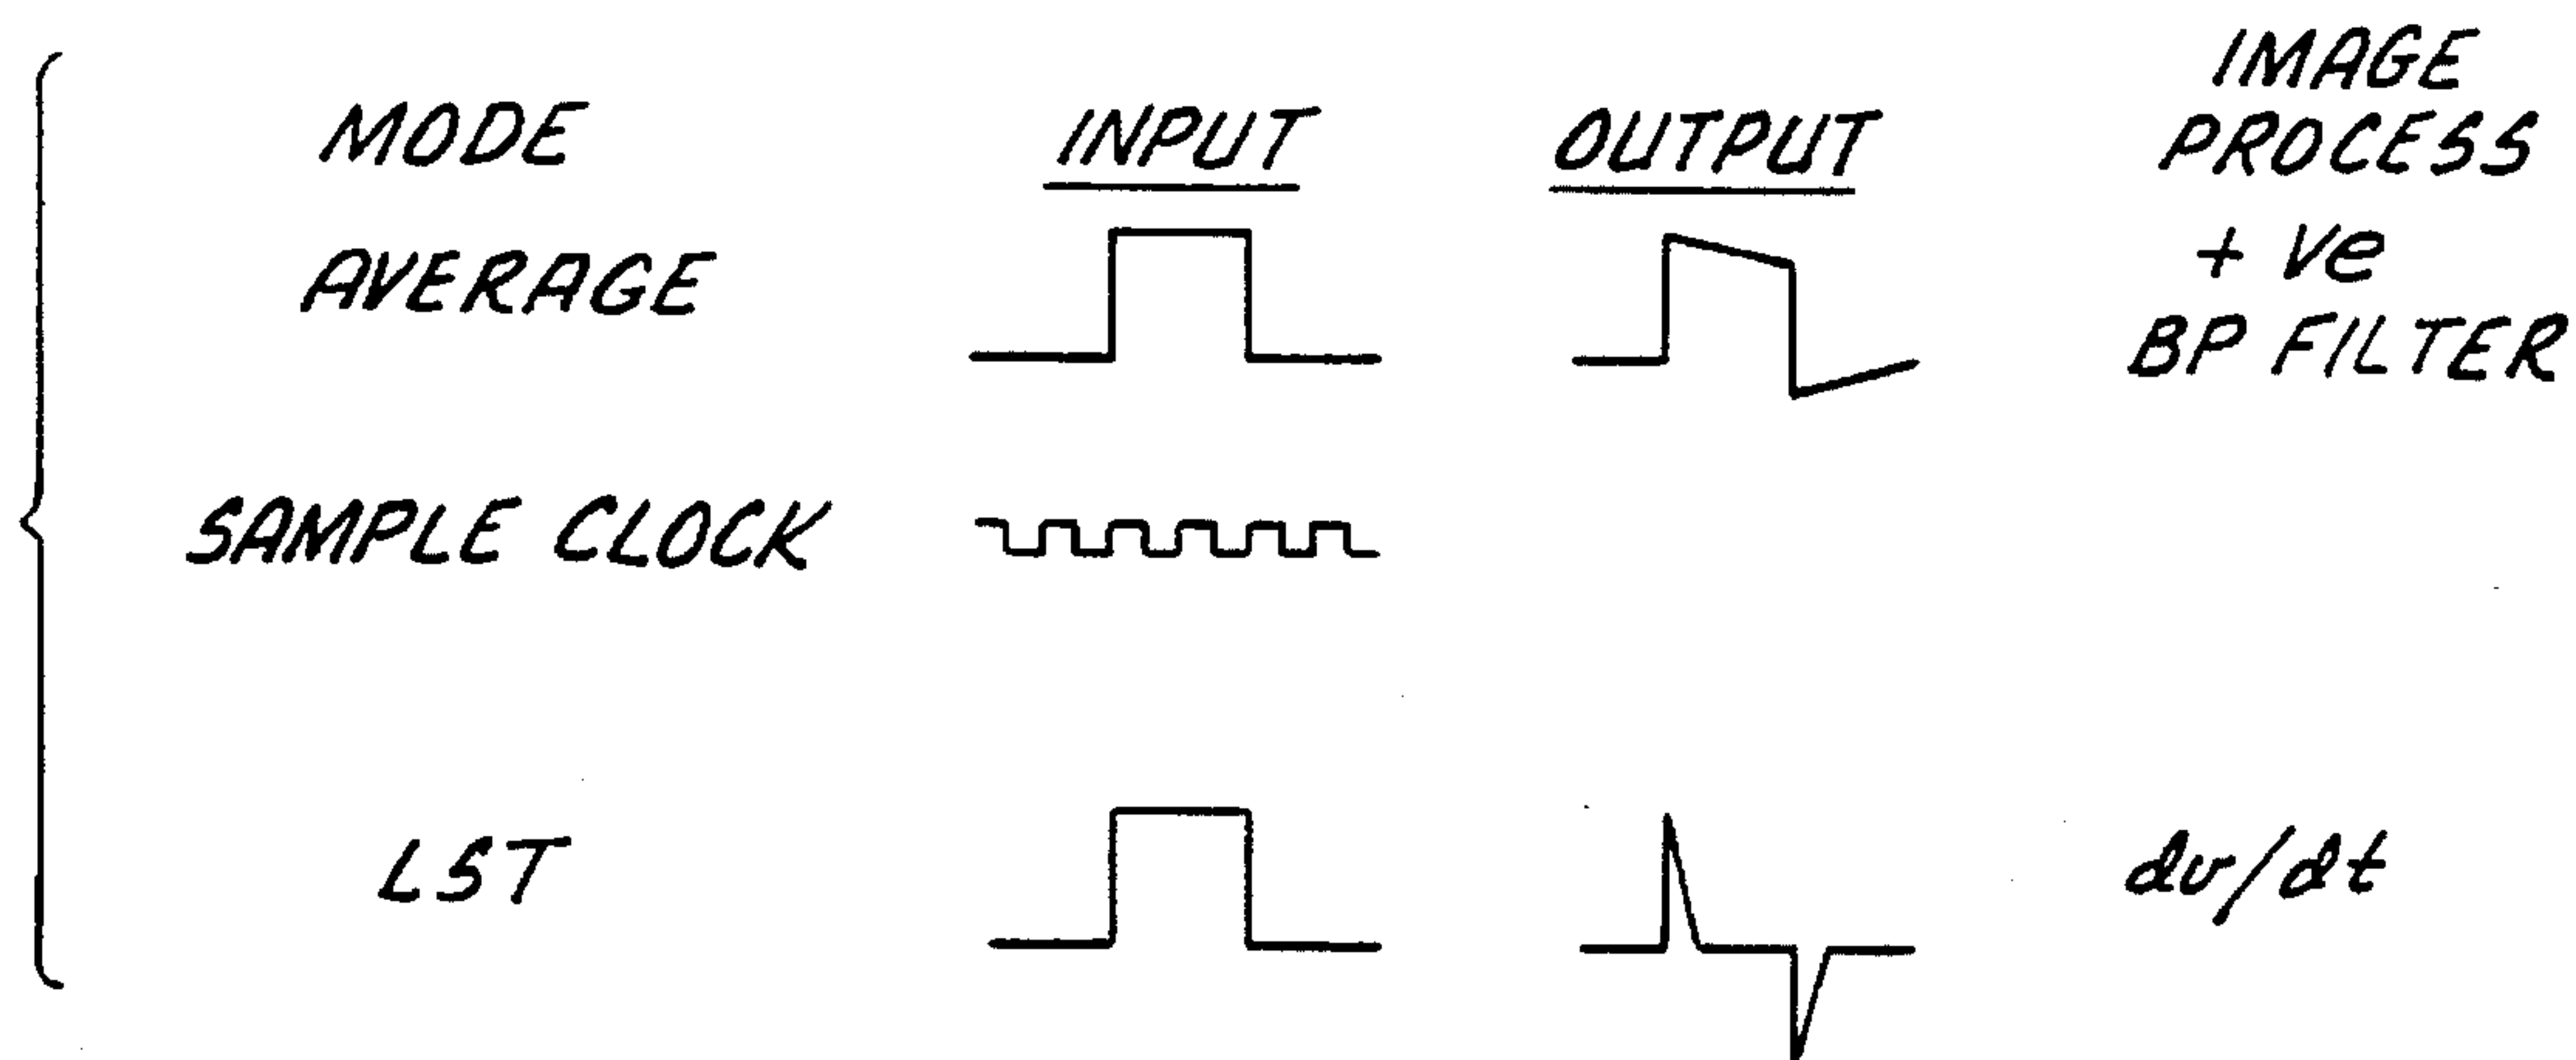 MODE
INPUT
OUTPUT
IMAGE
PROCESS
AVERAGE
+ Ve
BP FILTER
SAMPLE CLOCK
LST
dv/dt